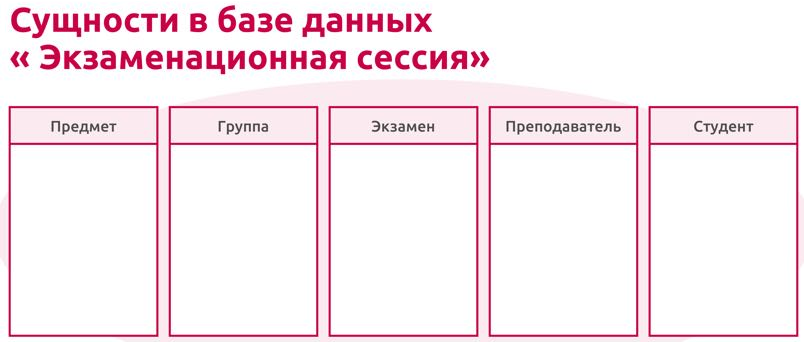 Сущности в базе данных
« Экзаменационная сессия»
Предмет
Группа
Экзамен
Преподаватель
Студент